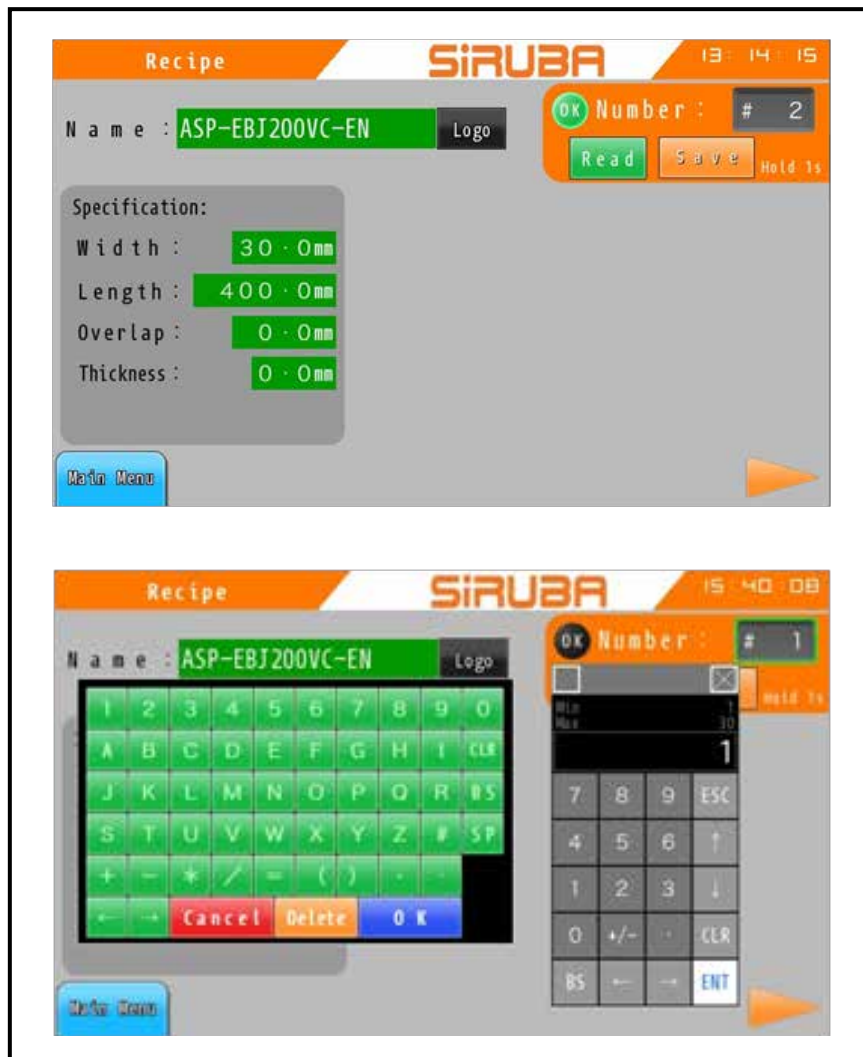 Recipe SiRUBA 13: 14: 15
Name : ASP-EBJ200VC-EN Logo OK Number : # 2
Read Save Hold 1s
Specification:
Width : 30.0mm
Length : 400.0mm
Overlap : 0.0mm
Thickness : 0.0mm
Main Menu
Recipe SiRUBA 15: 40: 08
Name : ASP-EBJ200VC-EN Logo OK Number : # 1
Hold 1s
1 2 3 4 5 6 7 8 9 0
A B C D E F G H I CLR
J K L M N O P Q R BS
S T U V W X Y Z # SP
+ - * / = ( ) . 
← → Cancel Delete OK
Min 1
Max 30
1
7 8 9 ESC
4 5 6 ↑
1 2 3 ↓
0 +/- . CLR
BS ← → ENT
Main Menu